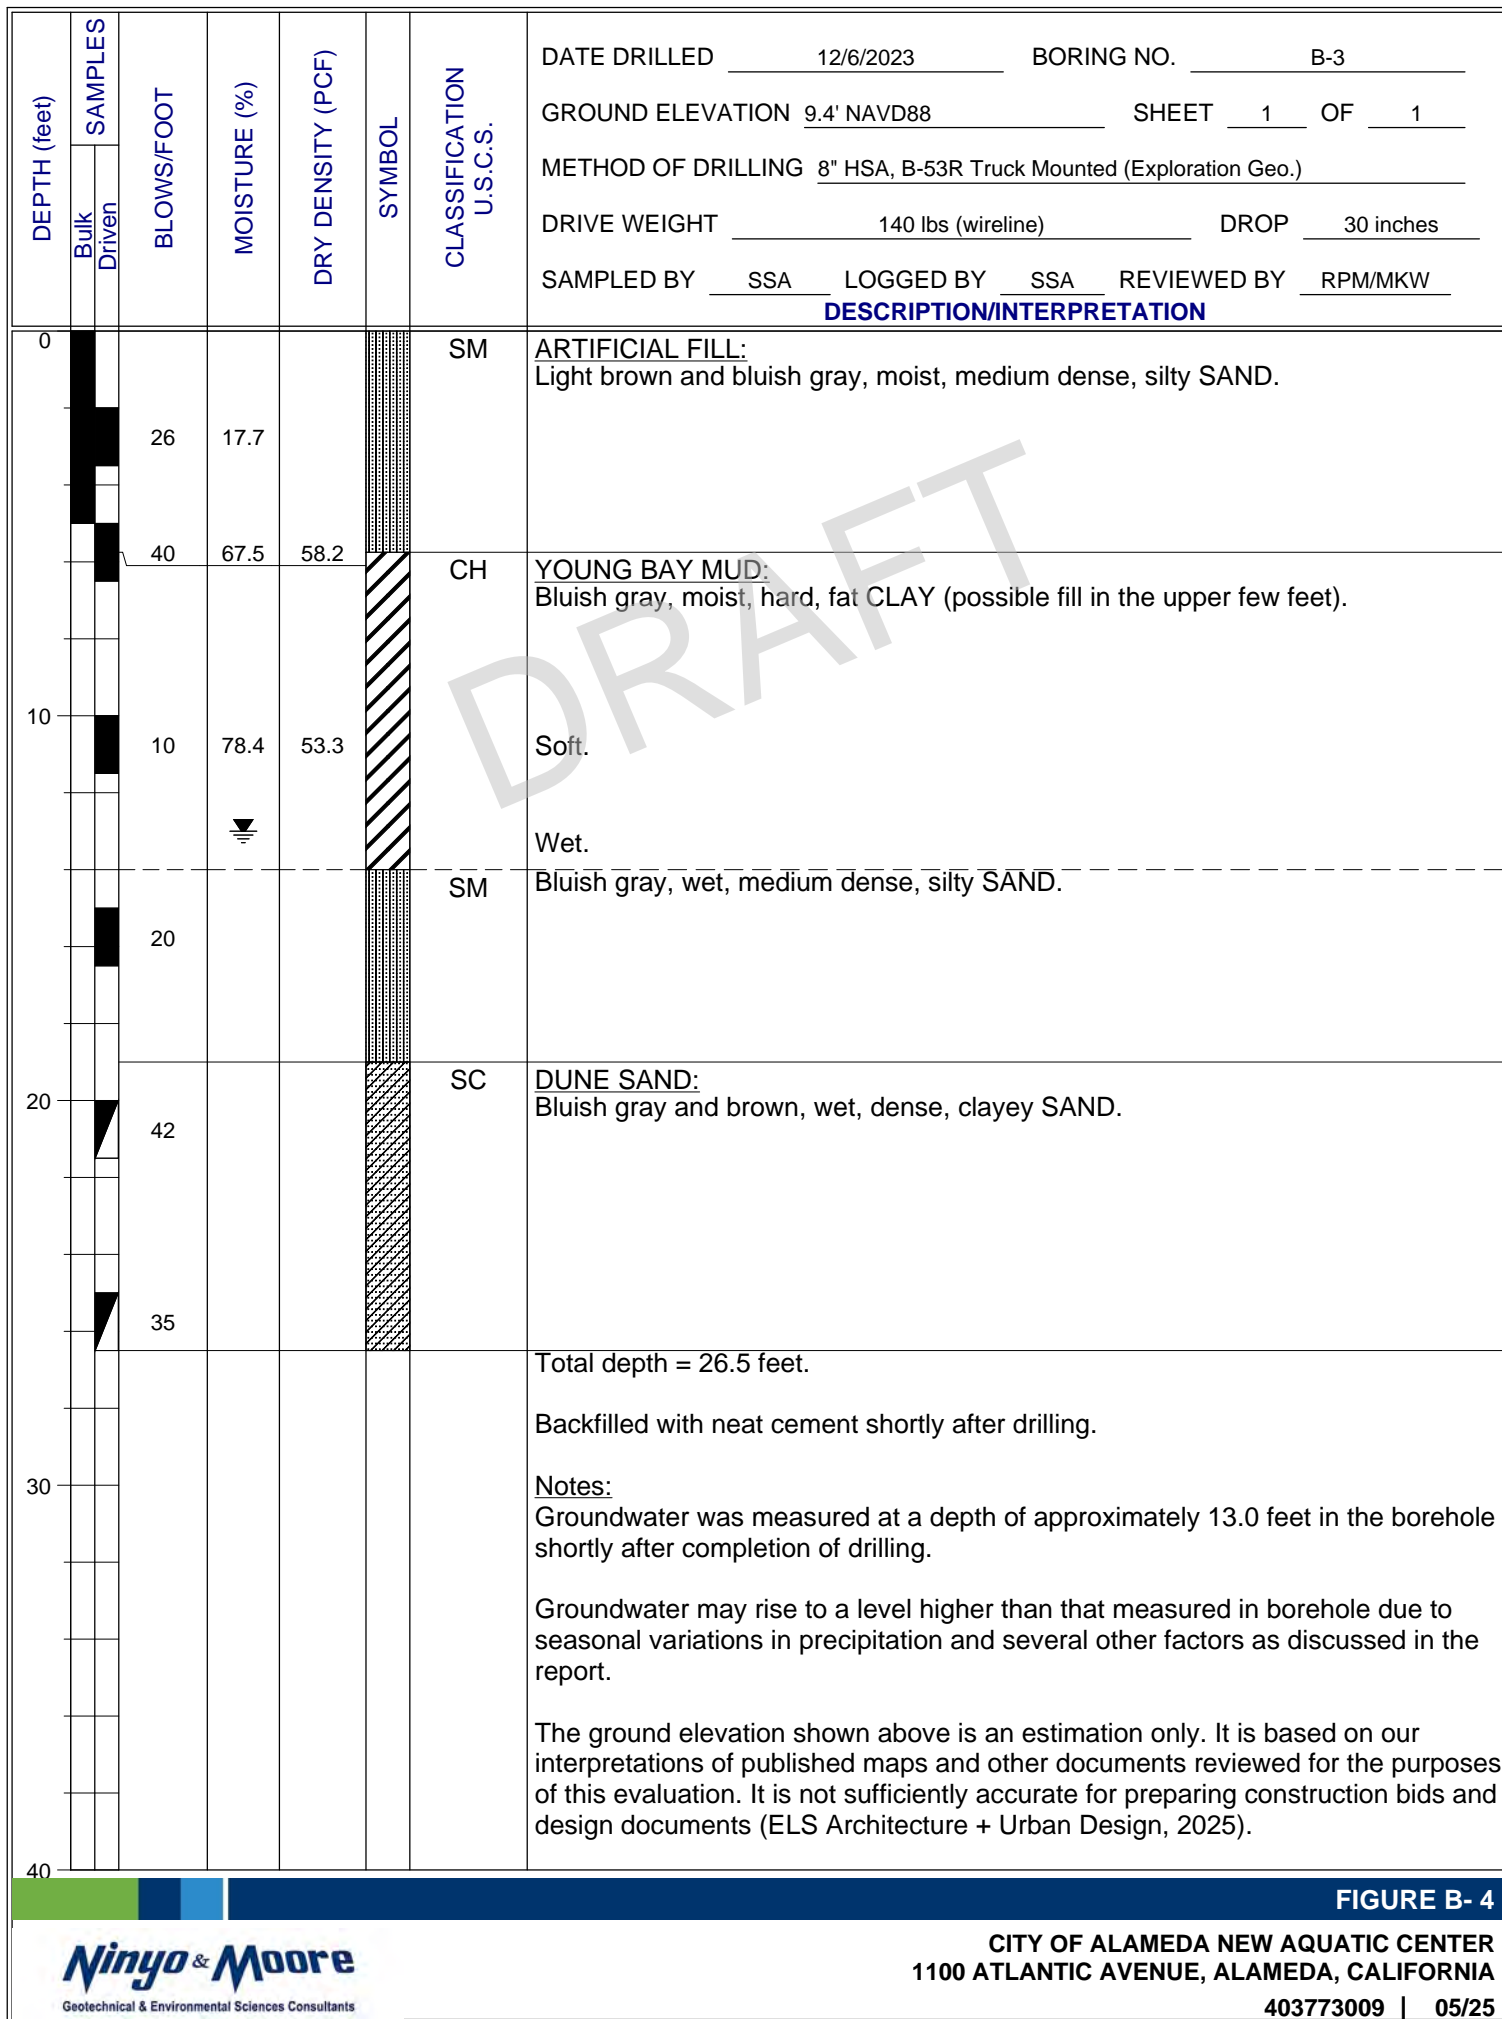 DEPTH (feet)
SAMPLES
Bulk
Driven
BLOWS/FOOT
MOISTURE (%)
DRY DENSITY (PCF)
SYMBOL
CLASSIFICATION
U.S.C.S.
DATE DRILLED 12/6/2023 BORING NO. B-3
GROUND ELEVATION 9.4' NAVD88 SHEET 1 OF 1
METHOD OF DRILLING 8" HSA, B-53R Truck Mounted (Exploration Geo.)
DRIVE WEIGHT 140 lbs (wireline) DROP 30 inches
SAMPLED BY SSA LOGGED BY SSA REVIEWED BY RPM/MKW
DESCRIPTION/INTERPRETATION
0 SM ARTIFICIAL FILL:
Light brown and bluish gray, moist, medium dense, silty SAND.
26 17.7
DRAFT
40 67.5 58.2
CH YOUNG BAY MUD:
Bluish gray, moist, hard, fat CLAY (possible fill in the upper few feet).
10
10 78.4 53.3 Soft.
Wet.
SM Bluish gray, wet, medium dense, silty SAND.
20
SC DUNE SAND:
20 Bluish gray and brown, wet, dense, clayey SAND.
42
35
Total depth = 26.5 feet.
Backfilled with neat cement shortly after drilling.
30 Notes:
Groundwater was measured at a depth of approximately 13.0 feet in the borehole
shortly after completion of drilling.
Groundwater may rise to a level higher than that measured in borehole due to
seasonal variations in precipitation and several other factors as discussed in the
report.
The ground elevation shown above is an estimation only. It is based on our
interpretations of published maps and other documents reviewed for the purposes
of this evaluation. It is not sufficiently accurate for preparing construction bids and
design documents (ELS Architecture + Urban Design, 2025).
40
FIGURE B- 4
Ninyo & Moore
Geotechnical & Environmental Sciences Consultants
CITY OF ALAMEDA NEW AQUATIC CENTER
1100 ATLANTIC AVENUE, ALAMEDA, CALIFORNIA
403773009 | 05/25